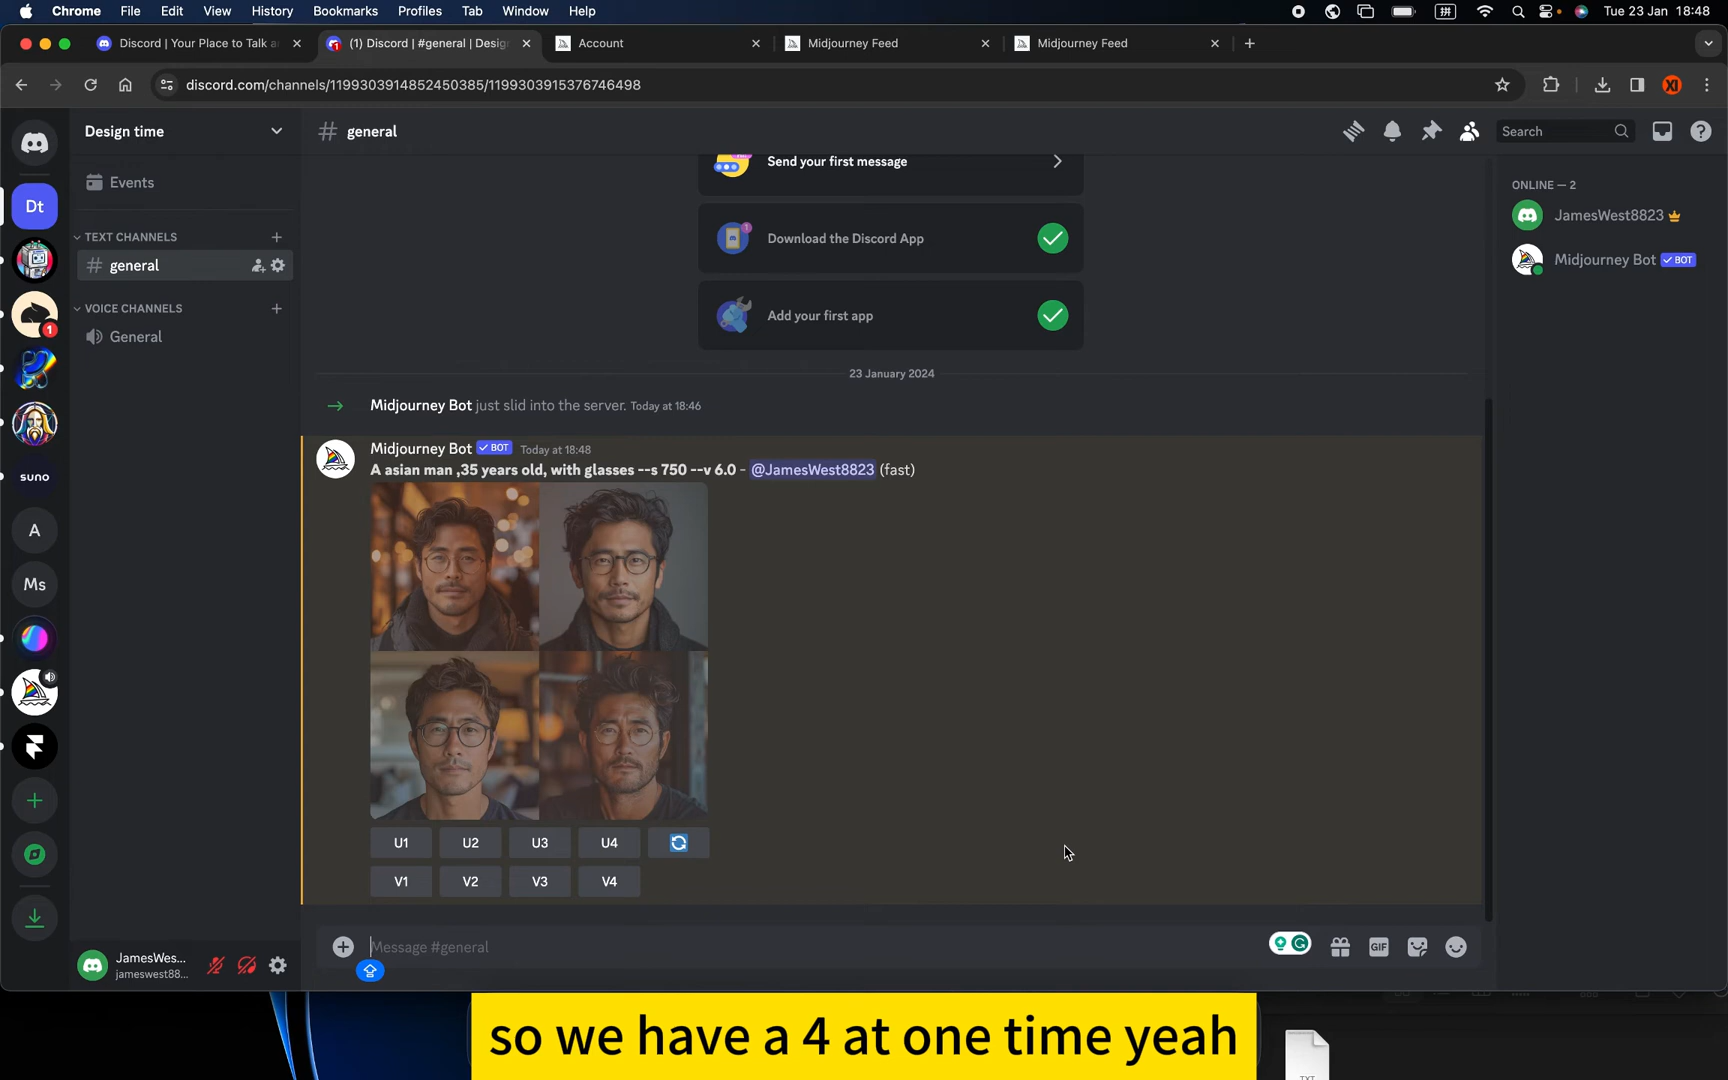 Chrome File Edit View History Bookmarks Profiles Tab Window Help Tue 23 Jan 18:48
Discord | Your Place to Talk a (1) Discord | #general | Desig Account Midjourney Feed Midjourney Feed
discord.com/channels/1199303914852450385/1199303915376746498 XI
Design time
# general
Search
Send your first message
Events
ONLINE — 2
Dt
JamesWest8823
TEXT CHANNELS
Download the Discord App
# general
Midjourney Bot BOT
VOICE CHANNELS
1
Add your first app
General
23 January 2024
Midjourney Bot just slid into the server. Today at 18:46
Midjourney Bot BOT Today at 18:48
A asian man ,35 years old, with glasses --s 750 --v 6.0 - @JamesWest8823 (fast)
suno
A
Ms
U1 U2 U3 U4
V1 V2 V3 V4
Message #general
GIF
JamesWes...
jameswest88...
so we have a 4 at one time yeah
TXT